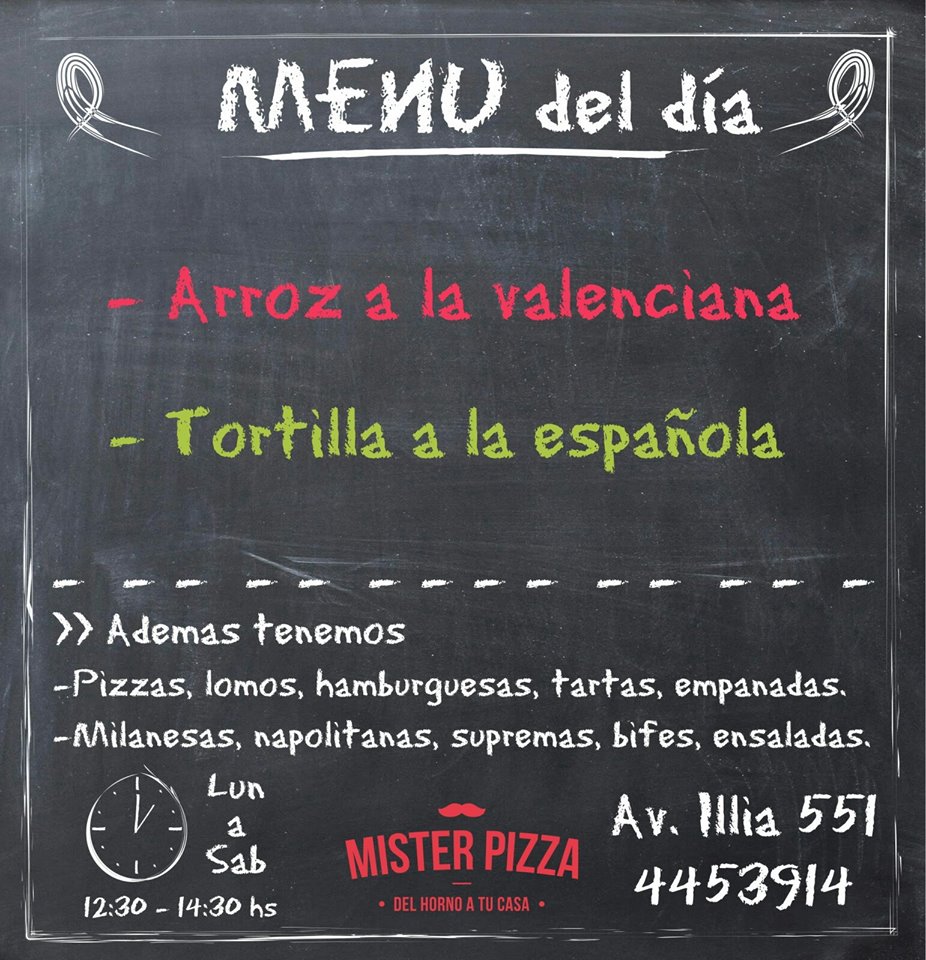 MENU del día
- Arroz a la valenciana
- Tortilla a la española
>> Ademas tenemos
-Pizzas, lomos, hamburguesas, tartas, empanadas.
-Milanesas, napolitanas, supremas, bifes, ensaladas.
Lun
a
Sab
12:30 - 14:30 hs
MISTER PIZZA
• DEL HORNO A TU CASA •
Av. Illia 551
4453914